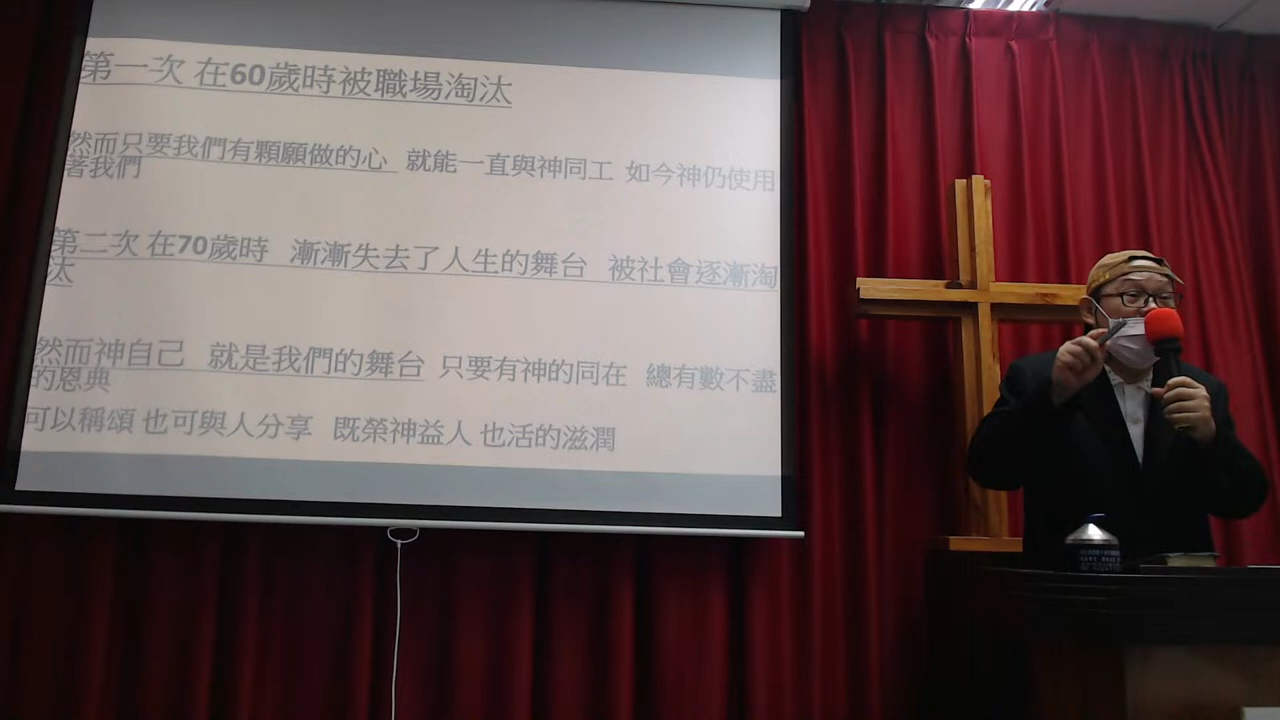 第一次 在60歲時被職場淘汰
然而只要我們有顆願做的心 就能一直與神同工 如今神仍使用
著我們
第二次 在70歲時 漸漸失去了人生的舞台 被社會逐漸淘
汰
然而神自己 就是我們的舞台 只要有神的同在 總有數不盡
的恩典
可以稱頌 也可與人分享 既榮神益人 也活的滋潤